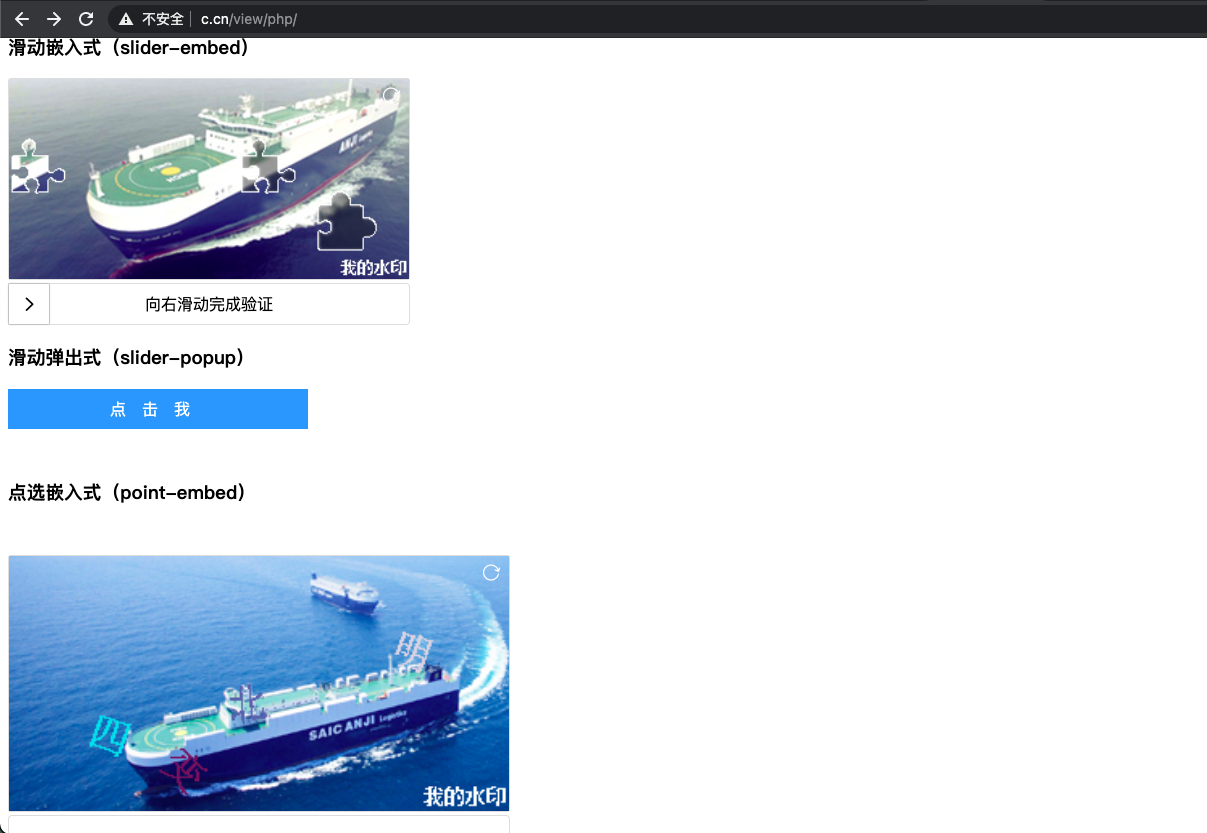 不安全 c.cn/view/php/
滑动嵌入式（slider-embed）
ANJI Logistics
我的水印
向右滑动完成验证
滑动弹出式（slider-popup）
点 击 我
点选嵌入式（point-embed）
明
四
SAIC ANJI Logistics
我的水印